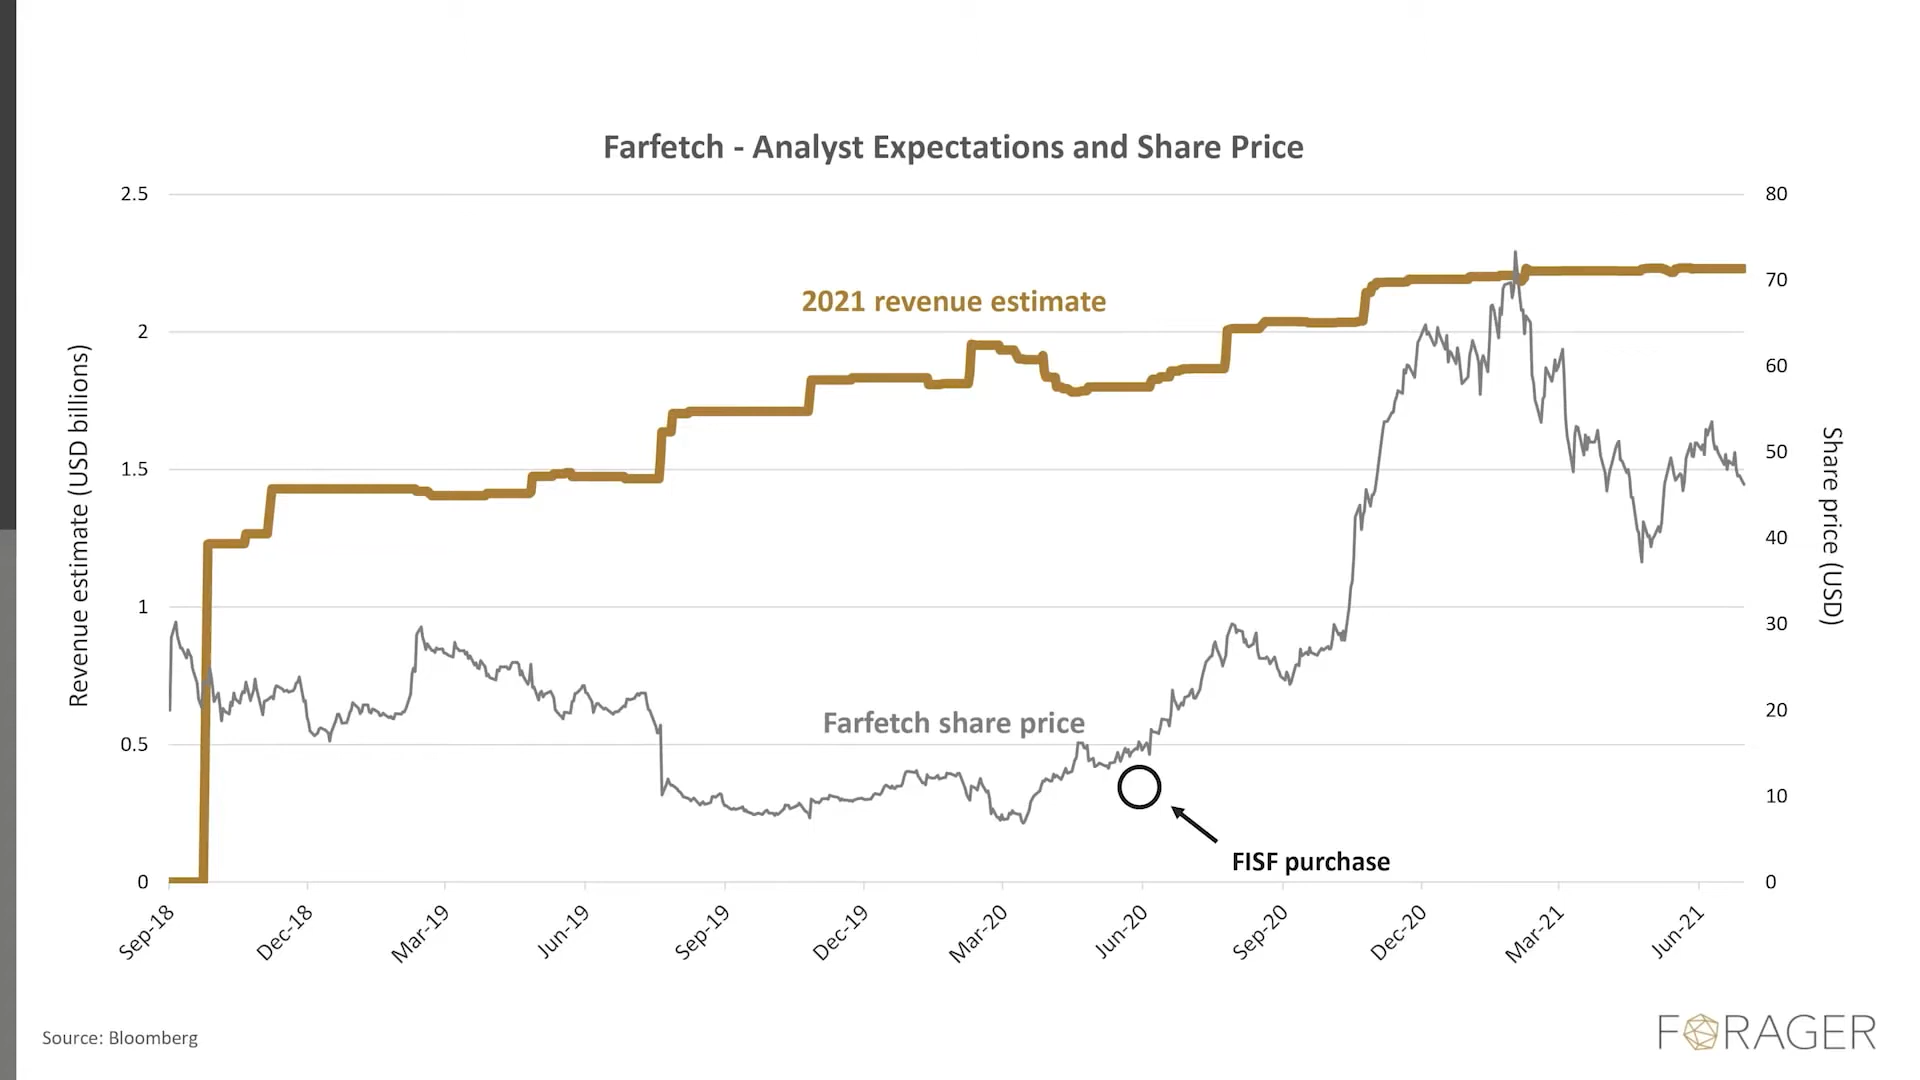 Farfetch - Analyst Expectations and Share Price
2.5
2
1.5
1
0.5
0
80
70
60
50
40
30
20
10
0
Revenue estimate (USD billions)
Share price (USD)
2021 revenue estimate
Farfetch share price
FISF purchase
Sep-18
Dec-18
Mar-19
Jun-19
Sep-19
Dec-19
Mar-20
Jun-20
Sep-20
Dec-20
Mar-21
Jun-21
Source: Bloomberg
FORAGER